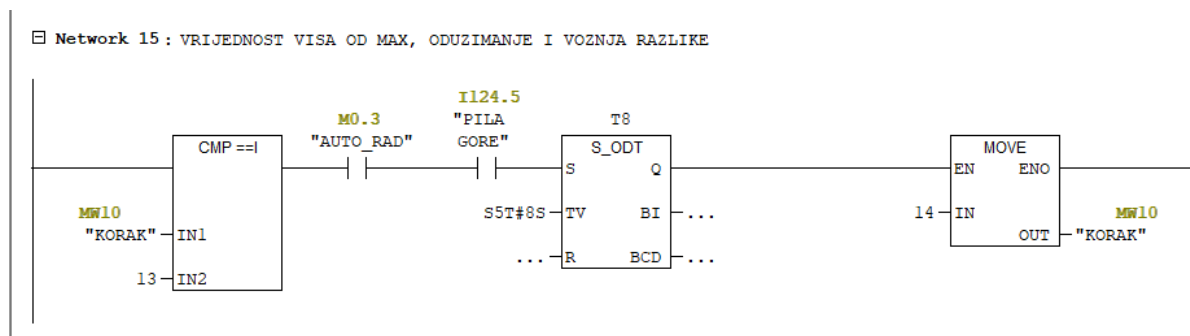 Network 15 : VRIJEDNOST VISA OD MAX, ODUZIMANJE I VOZNJA RAZLIKE
I124.5
M0.3 "PILA T8
CMP ==I "AUTO_RAD" GORE" S_ODT MOVE
S Q EN ENO
MW10 S5T#8S TV BI ... 14 IN MW10
"KORAK" IN1 OUT "KORAK"
... R BCD ...
13 IN2